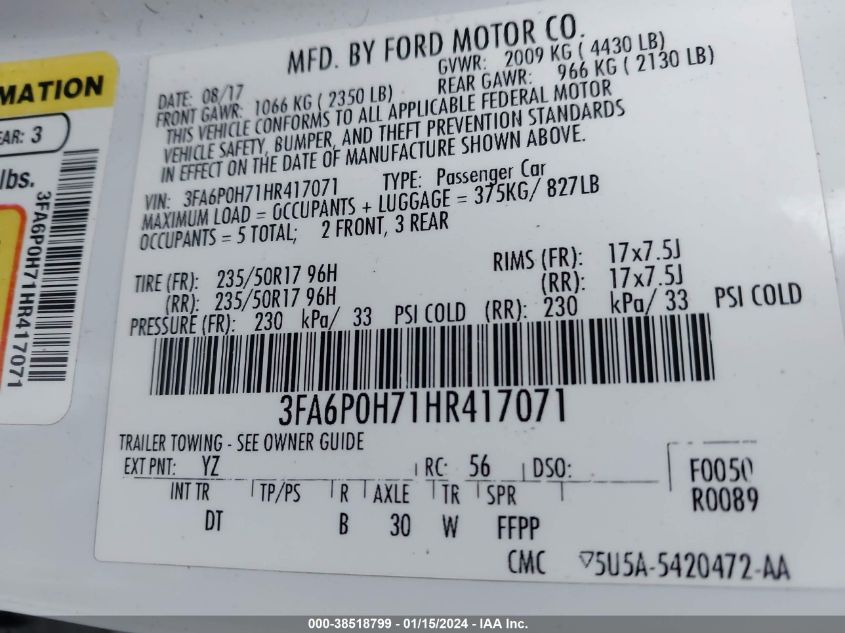 MFD. BY FORD MOTOR CO.
DATE: 08/17
GVWR: 2009 KG ( 4430 LB)
FRONT GAWR: 1066 KG ( 2350 LB)
REAR GAWR: 966 KG ( 2130 LB)
THIS VEHICLE CONFORMS TO ALL APPLICABLE FEDERAL MOTOR
VEHICLE SAFETY, BUMPER, AND THEFT PREVENTION STANDARDS
IN EFFECT ON THE DATE OF MANUFACTURE SHOWN ABOVE.
VIN: 3FA6P0H71HR417071 TYPE: Passenger Car
MAXIMUM LOAD = OCCUPANTS + LUGGAGE = 375KG/ 827LB
OCCUPANTS = 5 TOTAL; 2 FRONT, 3 REAR
TIRE (FR): 235/50R17 96H RIMS (FR): 17x7.5J
(RR): 235/50R17 96H (RR): 17x7.5J
PRESSURE (FR): 230 kPa/ 33 PSI COLD (RR): 230 kPa/ 33 PSI COLD
3FA6P0H71HR417071
TRAILER TOWING - SEE OWNER GUIDE
EXT PNT: YZ RC: 56 DSO: F0050
INT TR TP/PS R AXLE TR SPR R0089
DT B 30 W FFPP
CMC ▽5U5A-5420472-AA
MATION
EAR: 3
lbs.
3FA6P0H71HR417071
000-38518799 - 01/15/2024 - IAA Inc.